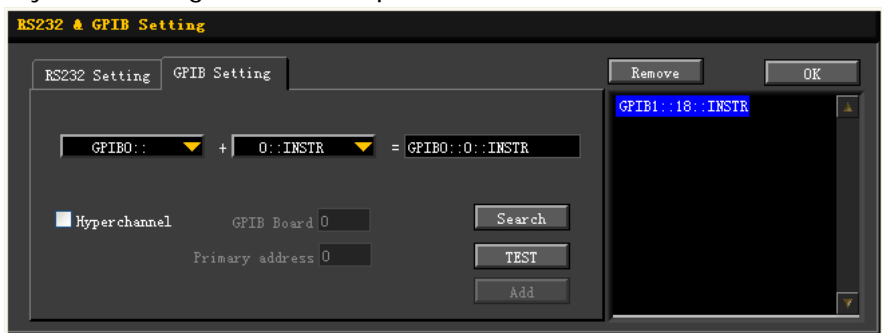 RS232 & GPIB Setting
RS232 Setting GPIB Setting
Remove OK
GPIB1::18::INSTR
GPIB0:: + 0::INSTR = GPIB0::0::INSTR
Hyperchannel GPIB Board 0 Search
Primary address 0 TEST
Add